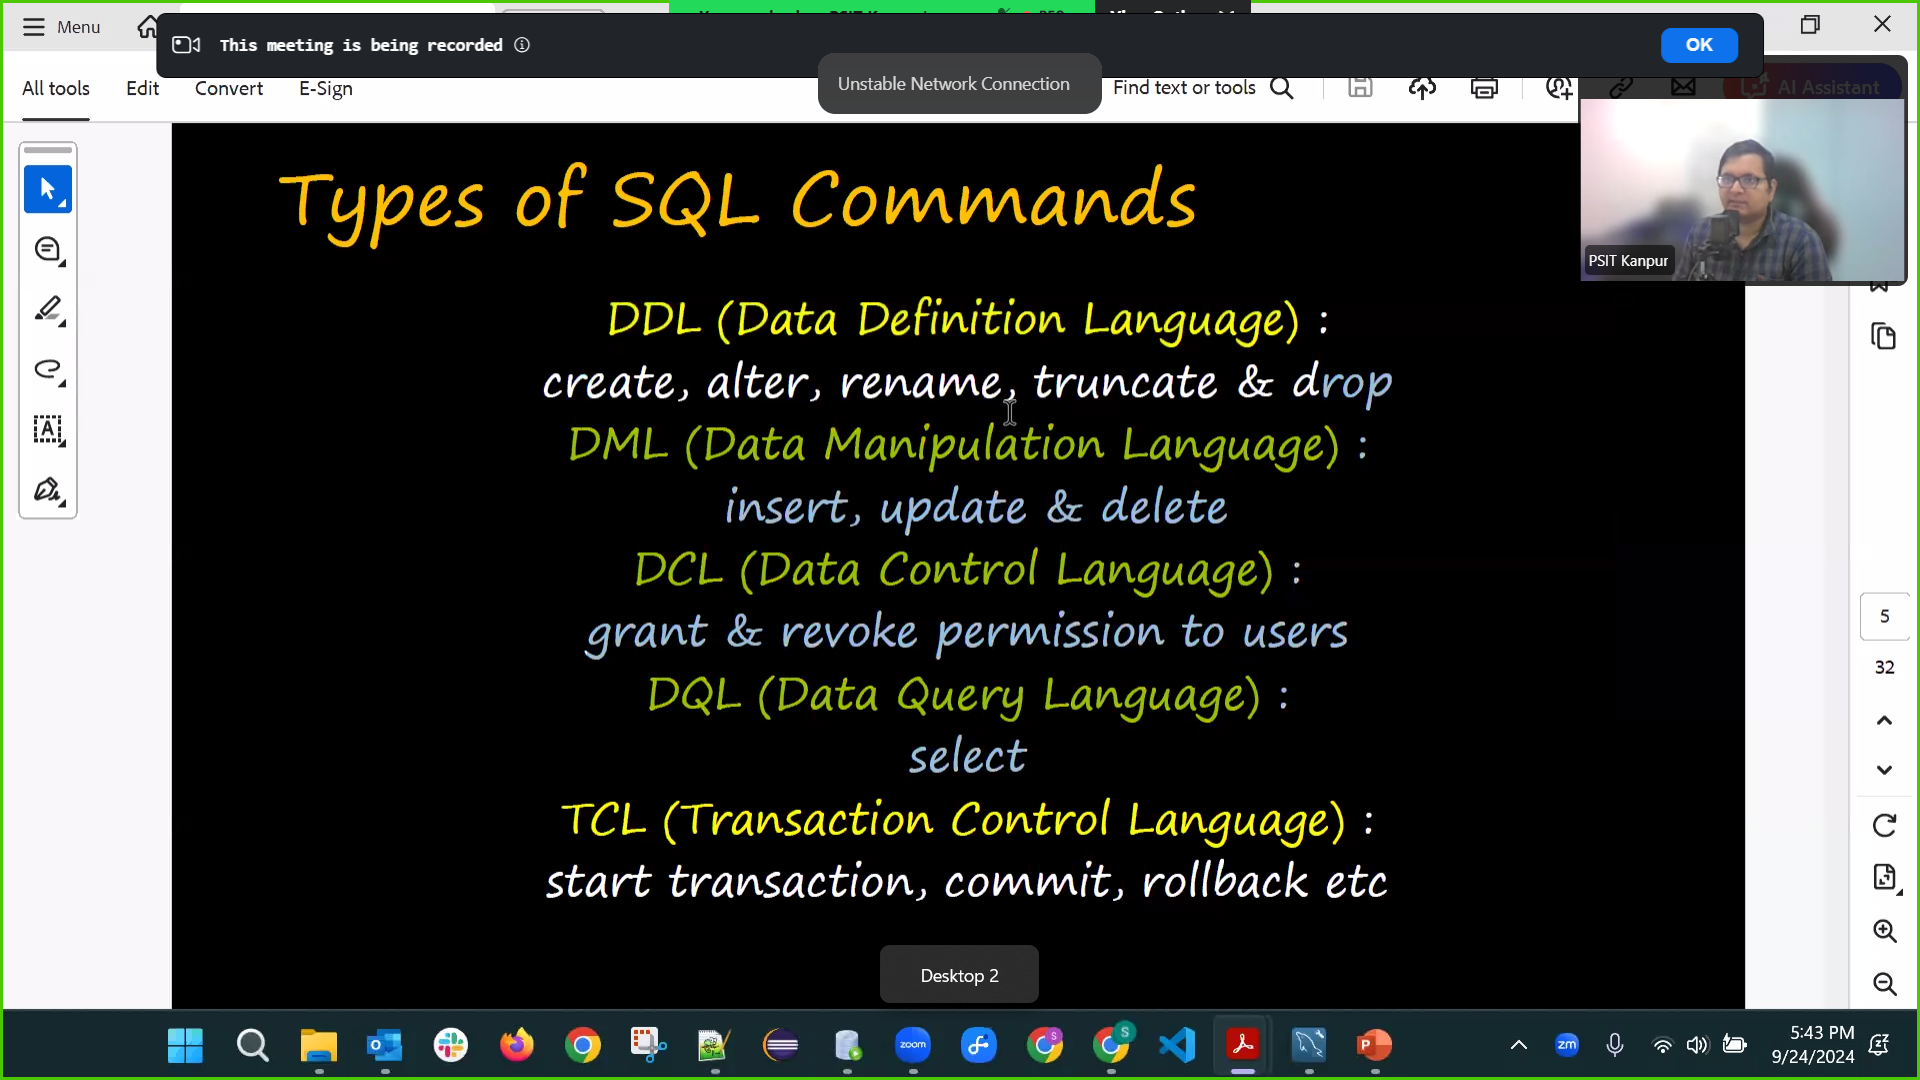 Menu
This meeting is being recorded
OK
Unstable Network Connection
All tools
Edit
Convert
E-Sign
Find text or tools
AI Assistant
PSIT Kanpur
Types of SQL Commands
DDL (Data Definition Language) :
create, alter, rename, truncate & drop
DML (Data Manipulation Language) :
insert, update & delete
DCL (Data Control Language) :
grant & revoke permission to users
DQL (Data Query Language) :
select
TCL (Transaction Control Language) :
start transaction, commit, rollback etc
5
32
Desktop 2
zoom
S
S
P
zm
5:43 PM
9/24/2024